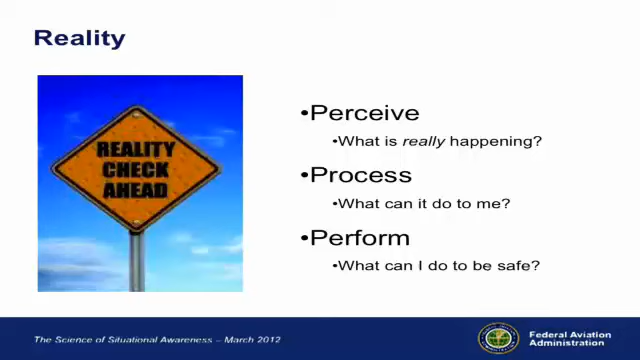 Reality
REALITY
CHECK
AHEAD
•Perceive
•What is really happening?
•Process
•What can it do to me?
•Perform
•What can I do to be safe?
The Science of Situational Awareness – March 2012
Federal Aviation
Administration